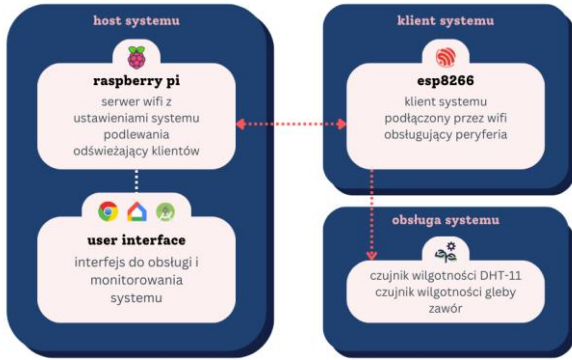 host systemu
raspberry pi
serwer wifi z
ustawieniami systemu
podlewania
odświeżający klientów
user interface
interfejs do obsługi i
monitorowania
systemu
klient systemu
esp8266
klient systemu
podłączony przez wifi
obsługujący peryferia
obsługa systemu
czujnik wilgotności DHT-11
czujnik wilgotności gleby
zawór